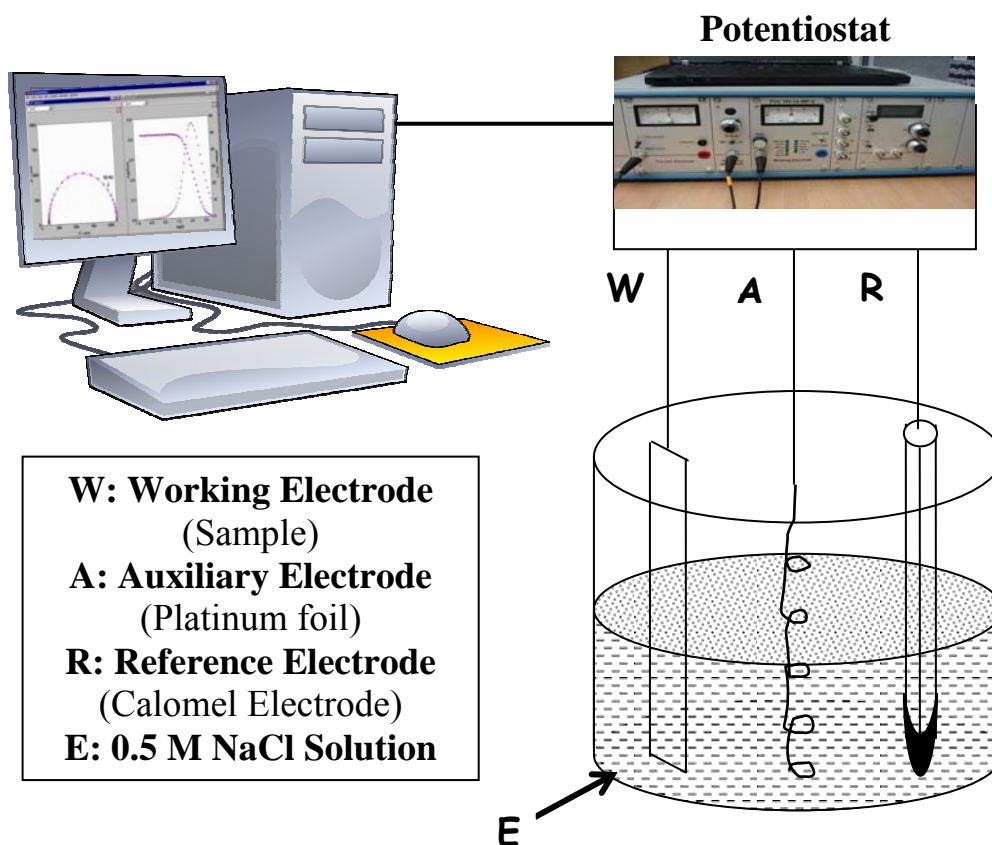 Potentiostat
W A R
W: Working Electrode
(Sample)
A: Auxiliary Electrode
(Platinum foil)
R: Reference Electrode
(Calomel Electrode)
E: 0.5 M NaCl Solution
E